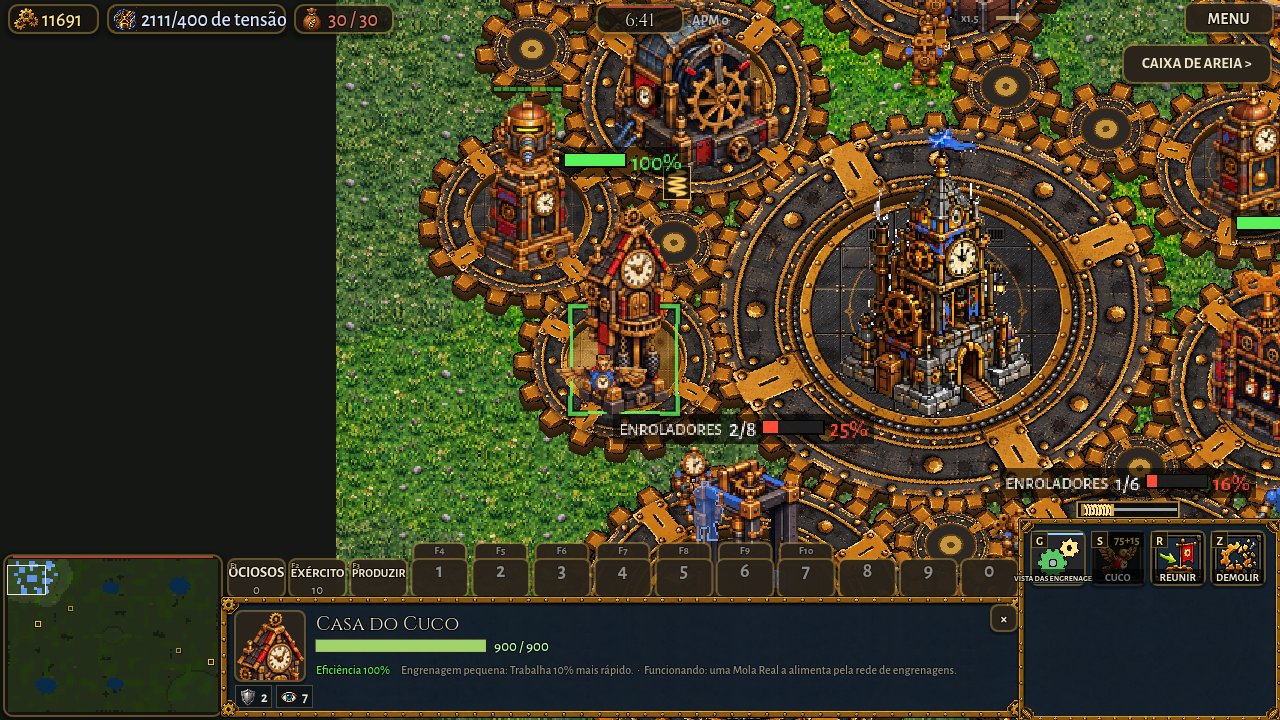 11691
2111/400 de tensão
30 / 30
6:41
APM 0
x1.5
MENU
CAIXA DE AREIA >
100%
ENROLADORES 2/8 25%
ENROLADORES 1/6 16%
F4 F5 F6 F7 F8 F9 F10
OCIOSOS EXÉRCITO PRODUZIR 1 2 3 4 5 6 7 8 9 0
0 10
CASA DO CUCO
900 / 900
Eficiência 100% Engrenagem pequena: Trabalha 10% mais rápido. · Funcionando: uma Mola Real a alimenta pela rede de engrenagens.
2 7
×
G S 75+15 R Z
VISTA DAS ENGRENAGE CUCO REUNIR DEMOLIR